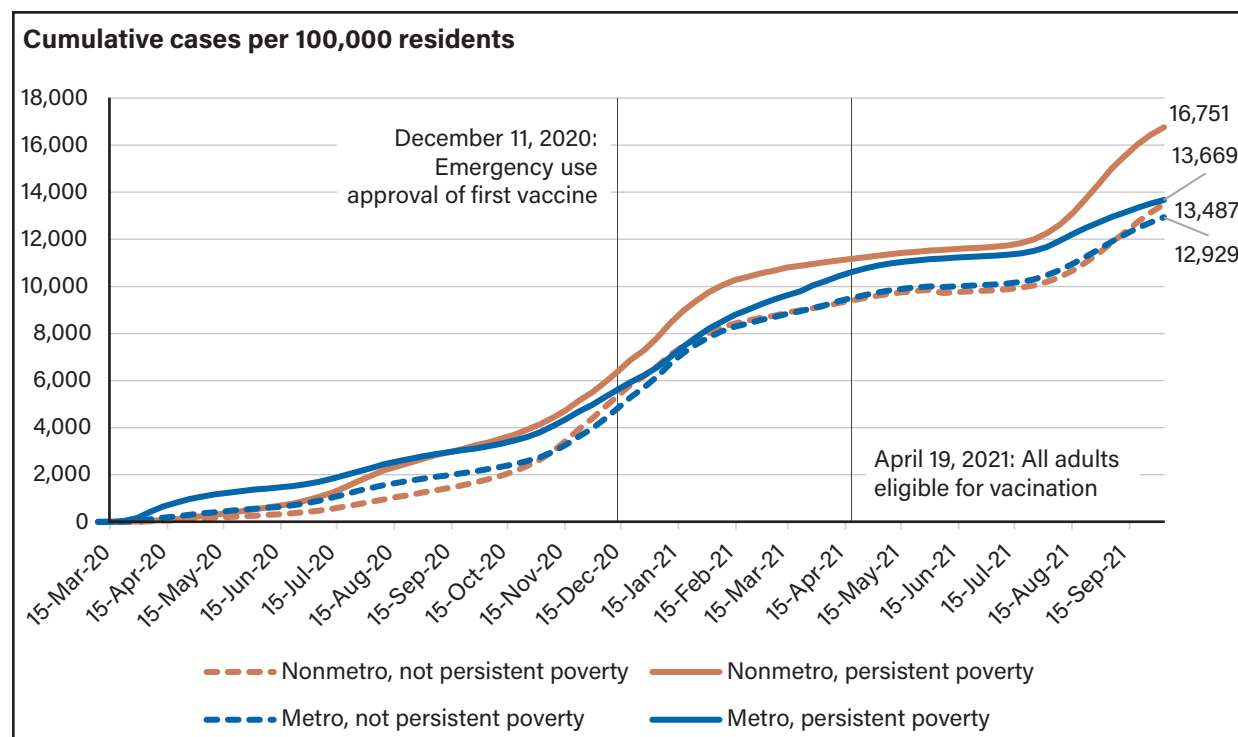 Cumulative cases per 100,000 residents
18,000
16,000
14,000
12,000
10,000
8,000
6,000
4,000
2,000
0
December 11, 2020:
Emergency use
approval of first vaccine
April 19, 2021: All adults
eligible for vacination
16,751
13,669
13,487
12,929
15-Mar-20
15-Apr-20
15-May-20
15-Jun-20
15-Jul-20
15-Aug-20
15-Sep-20
15-Oct-20
15-Nov-20
15-Dec-20
15-Jan-21
15-Feb-21
15-Mar-21
15-Apr-21
15-May-21
15-Jun-21
15-Jul-21
15-Aug-21
15-Sep-21
Nonmetro, not persistent poverty
Nonmetro, persistent poverty
Metro, not persistent poverty
Metro, persistent poverty